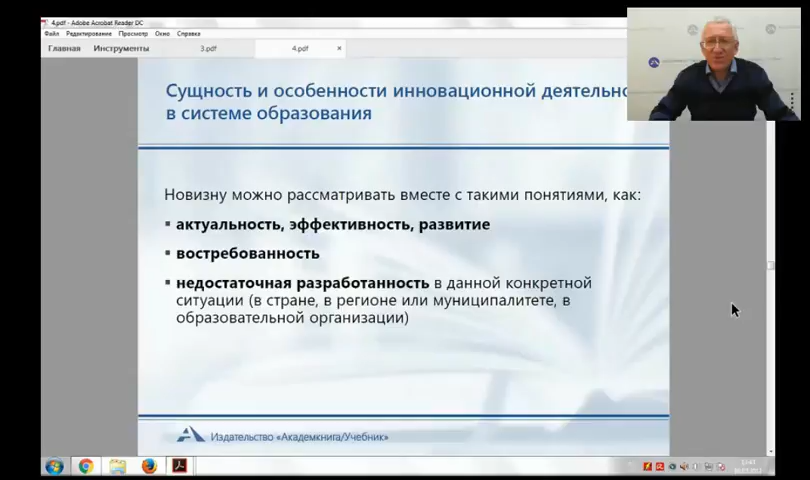 4.pdf - Adobe Acrobat Reader DC
Файл Редактирование Просмотр Окно Справка
Главная Инструменты 3.pdf 4.pdf ×
Сущность и особенности инновационной деятельно
в системе образования
Новизну можно рассматривать вместе с такими понятиями, как:
▪ актуальность, эффективность, развитие
▪ востребованность
▪ недостаточная разработанность в данной конкретной
ситуации (в стране, в регионе или муниципалитете, в
образовательной организации)
Издательство «Академкнига/Учебник»